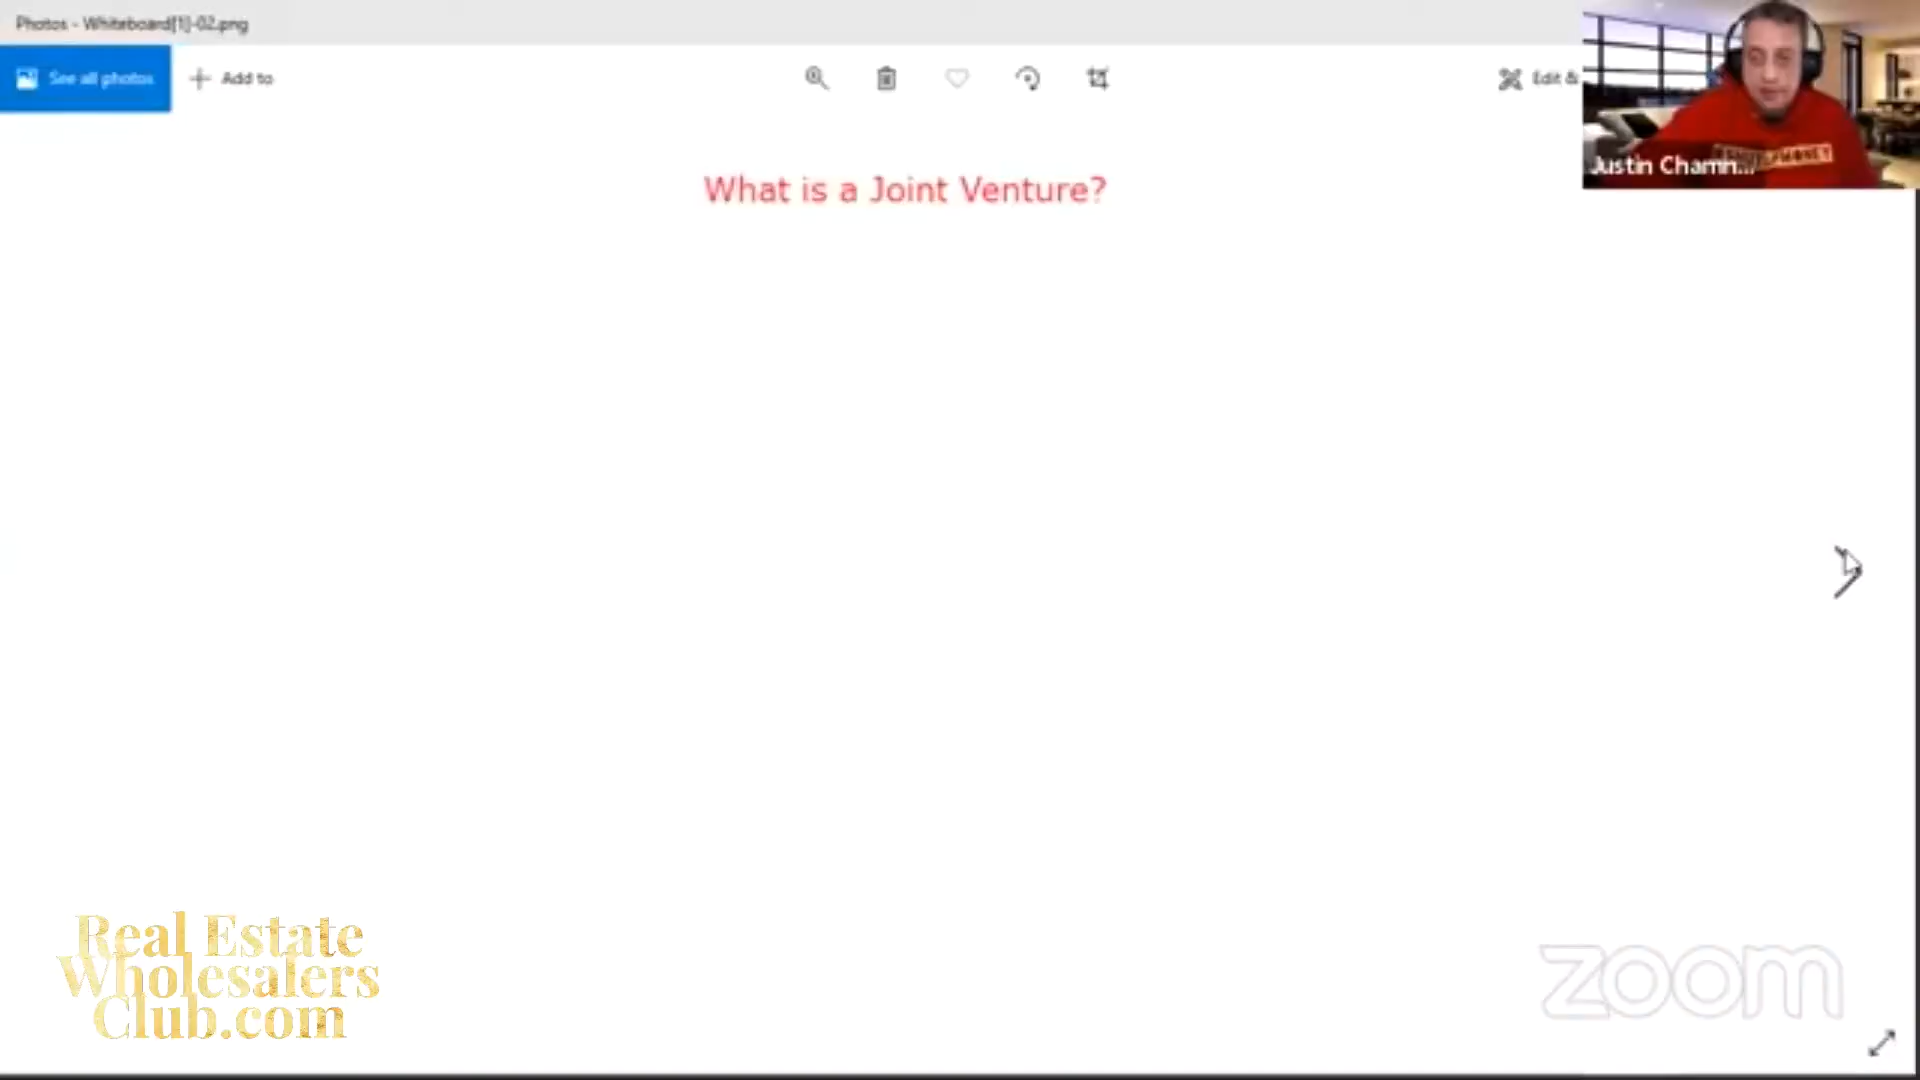 Photos - Whiteboard[1]-02.png
See all photos
Add to
Edit &
Justin Chamn...
What is a Joint Venture?
Real Estate
Wholesalers
Club.com
zoom